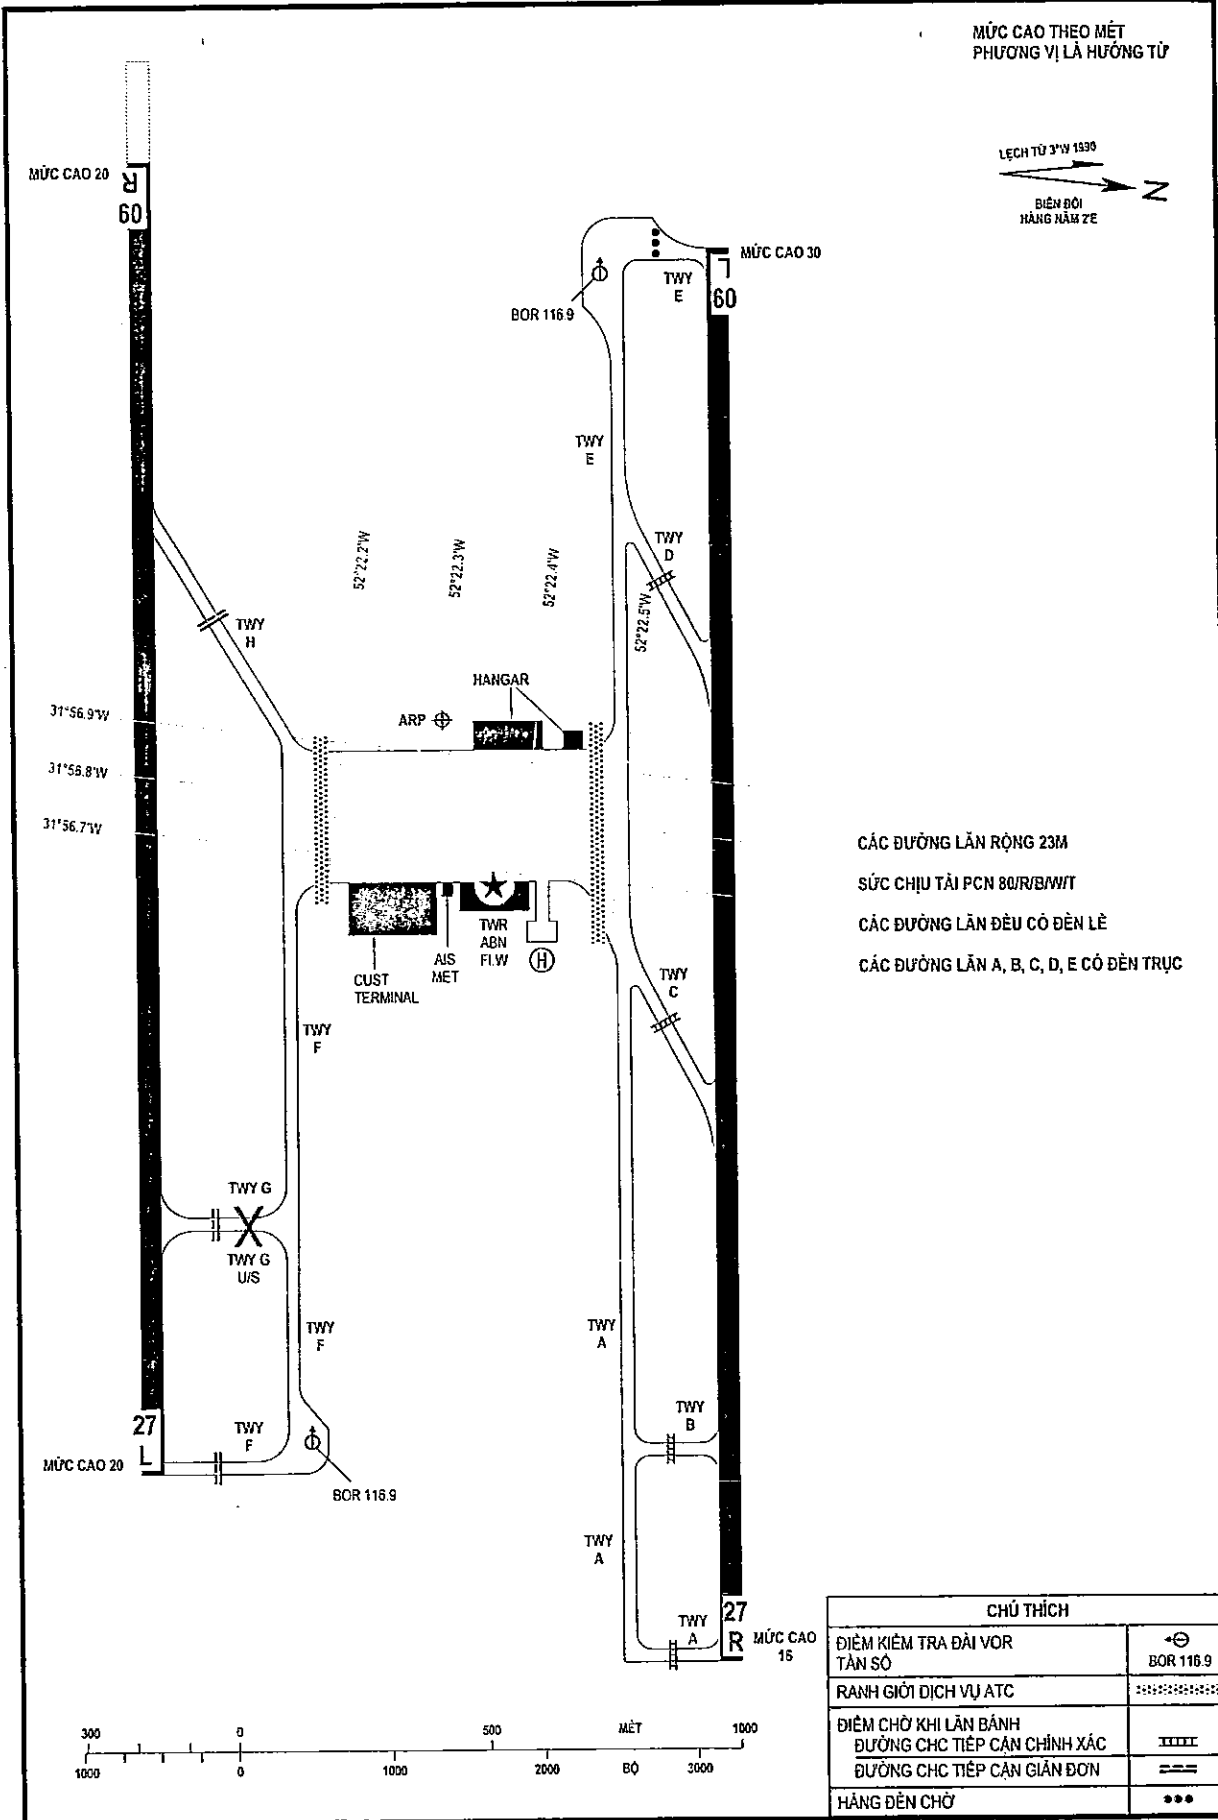 MỨC CAO THEO MÉT
PHƯƠNG VỊ LÀ HƯỚNG TỪ
LỆCH TỪ 3°W 1990
N
BIẾN ĐỔI
HÀNG NĂM 2'E
MỨC CAO 20
R
09
MỨC CAO 30
L
09
TWY
E
BOR 116.9
TWY
E
TWY
D
52°22.2'W
52°22.3'W
52°22.4'W
52°22.5'W
TWY
H
HANGAR
ARP
31°56.9'W
31°56.8'W
31°56.7'W
CÁC ĐƯỜNG LĂN RỘNG 23M
SỨC CHỊU TẢI PCN 80/R/B/W/T
CÁC ĐƯỜNG LĂN ĐỀU CÓ ĐÈN LỀ
CÁC ĐƯỜNG LĂN A, B, C, D, E CÓ ĐÈN TRỤC
TWR
ABN
FLW
H
AIS
MET
CUST
TERMINAL
TWY
C
TWY
F
TWY G
TWY G
U/S
TWY
F
TWY
A
TWY
B
27
L
TWY
F
MỨC CAO 20
BOR 116.9
TWY
A
TWY
A
27
R
MỨC CAO
16
300 0 500 MÉT 1000
1000 0 1000 2000 BỘ 3000
CHÚ THÍCH
ĐIỂM KIỂM TRA ĐÀI VOR
TẦN SỐ
BOR 116.9
RANH GIỚI DỊCH VỤ ATC
ĐIỂM CHỜ KHI LĂN BÁNH
ĐƯỜNG CHC TIẾP CẬN CHÍNH XÁC
ĐƯỜNG CHC TIẾP CẬN GIẢN ĐƠN
HÀNG ĐÈN CHỜ